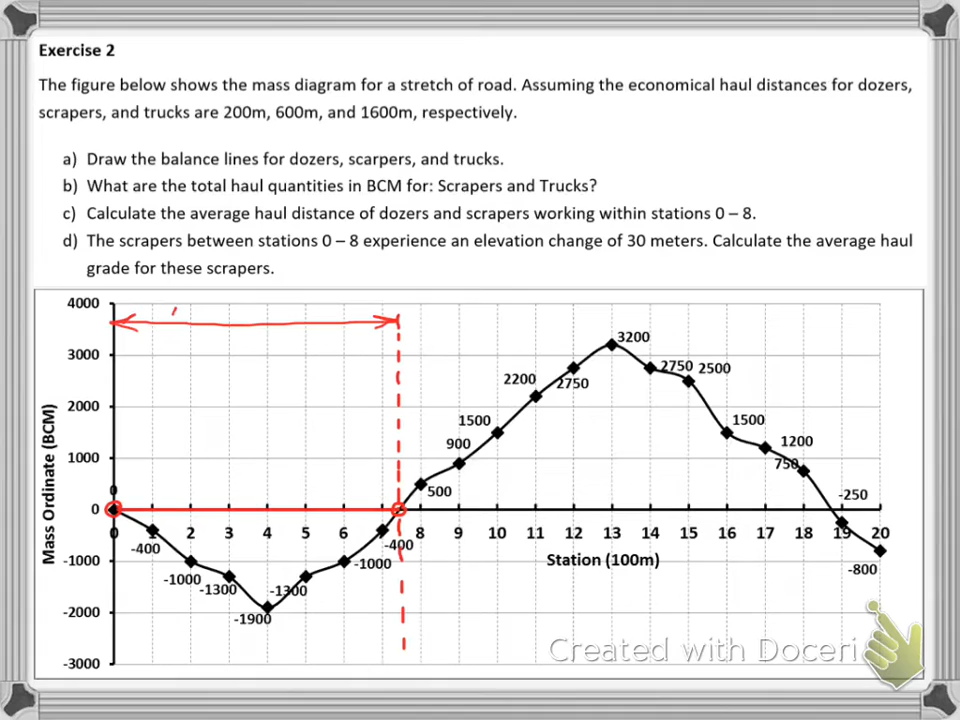 Exercise 2
The figure below shows the mass diagram for a stretch of road. Assuming the economical haul distances for dozers,
scrapers, and trucks are 200m, 600m, and 1600m, respectively.
a) Draw the balance lines for dozers, scarpers, and trucks.
b) What are the total haul quantities in BCM for: Scrapers and Trucks?
c) Calculate the average haul distance of dozers and scrapers working within stations 0 – 8.
d) The scrapers between stations 0 – 8 experience an elevation change of 30 meters. Calculate the average haul
grade for these scrapers.
4000
3200
3000
2750 2500
2200
2750
2000
1500
1500
1200
900
1000
750
500
-250
0
0
Mass Ordinate (BCM)
0 2 3 4 5 6 8 9 10 11 12 13 14 15 16 17 18 19 20
-400
-400
-1000
-1000
-1000
Station (100m)
-800
-1300
-1300
-1900
-2000
-3000
Created with Doceri